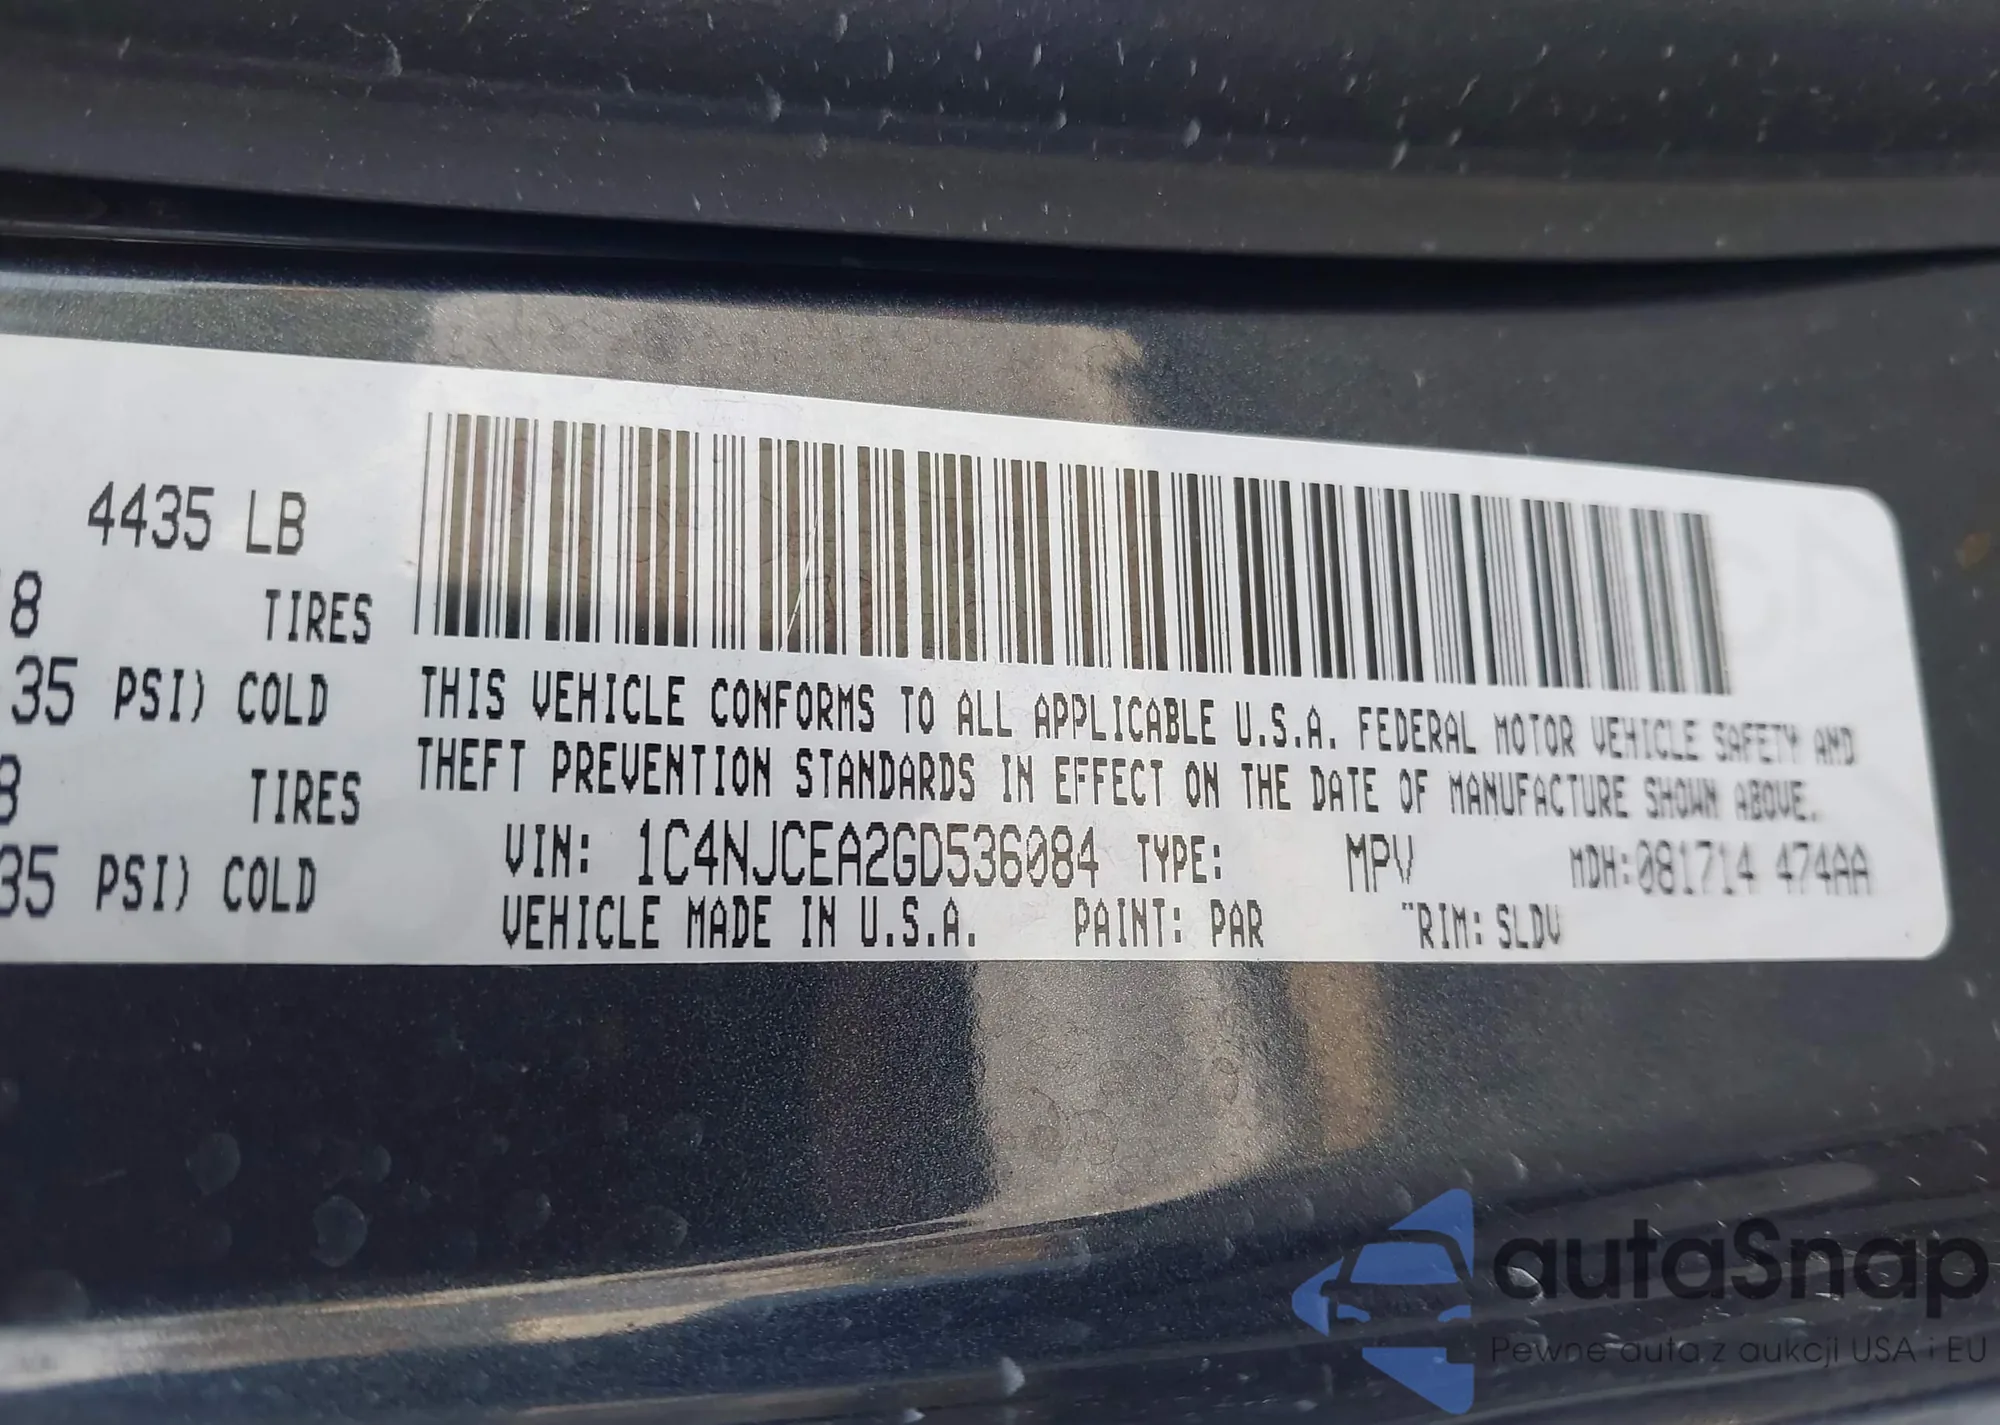 4435 LB
8 TIRES
35 PSI) COLD
8 TIRES
35 PSI) COLD
THIS VEHICLE CONFORMS TO ALL APPLICABLE U.S.A. FEDERAL MOTOR VEHICLE SAFETY AND
THEFT PREVENTION STANDARDS IN EFFECT ON THE DATE OF MANUFACTURE SHOWN ABOVE.
VIN: 1C4NJCEA2GD536084 TYPE: MPV MDH:081714 474AA
VEHICLE MADE IN U.S.A. PAINT: PAR TRIM: SLDV
autaSnap
Pewne auta z aukcji USA i EU